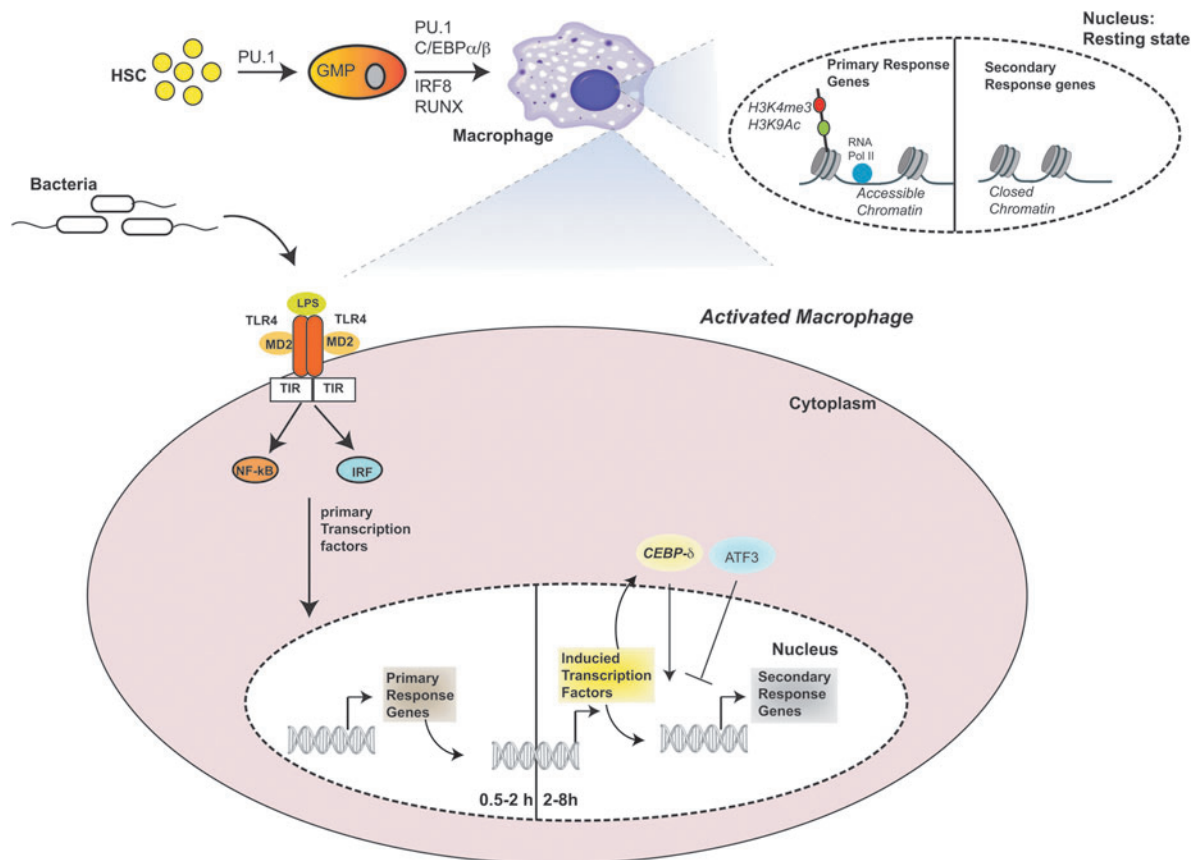 HSC
PU.1
GMP
PU.1
C/EBPα/β
IRF8
RUNX
Macrophage
Nucleus:
Resting state
Primary Response
Genes
H3K4me3
H3K9Ac
RNA
Pol II
Accessible
Chromatin
Secondary
Response genes
Closed
Chromatin
Bacteria
LPS
TLR4
TLR4
MD2
MD2
TIR
TIR
NF-kB
IRF
primary
Transcription
factors
Activated Macrophage
Cytoplasm
CEBP-δ
ATF3
Nucleus
Primary
Response
Genes
Inducied
Transcription
Factors
Secondary
Response
Genes
0.5-2 h
2-8h